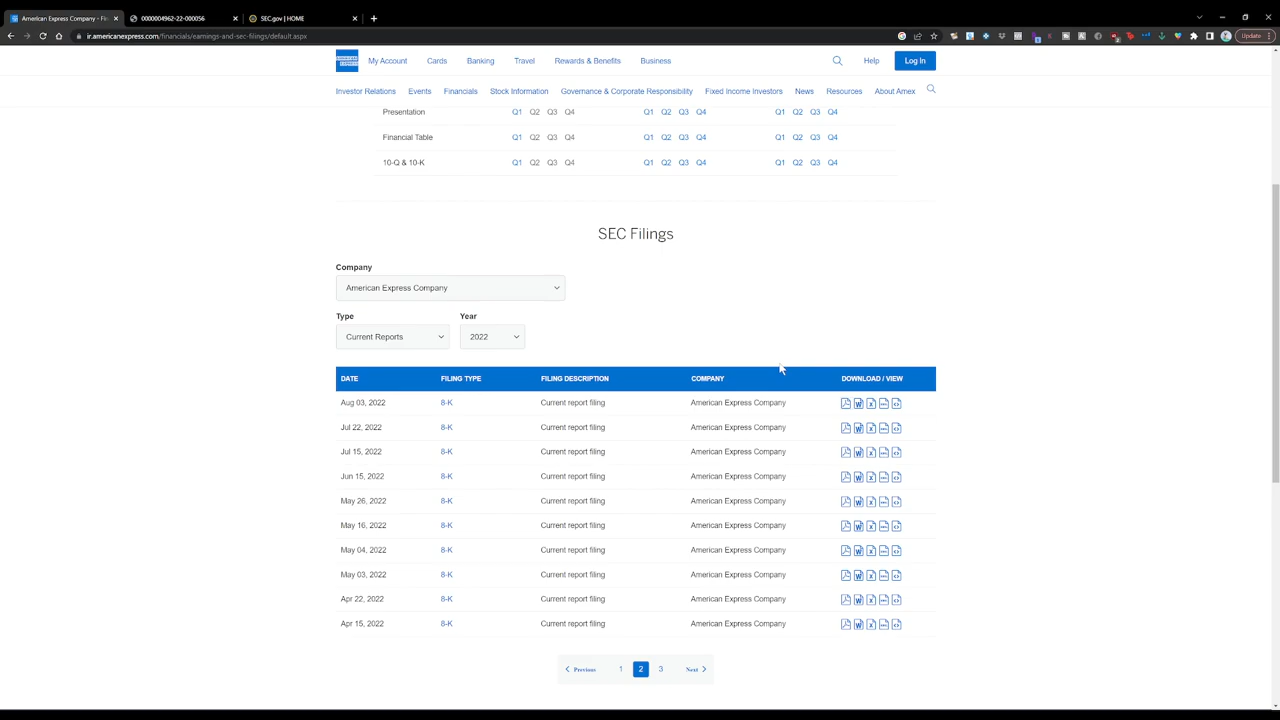 American Express Company - Fi
0000004962-22-000056
SEC.gov | HOME
ir.americanexpress.com/financials/earnings-and-sec-filings/default.aspx
Update
My Account Cards Banking Travel Rewards & Benefits Business Help Log In
Investor Relations Events Financials Stock Information Governance & Corporate Responsibility Fixed Income Investors News Resources About Amex
Presentation Q1 Q2 Q3 Q4 Q1 Q2 Q3 Q4 Q1 Q2 Q3 Q4
Financial Table Q1 Q2 Q3 Q4 Q1 Q2 Q3 Q4 Q1 Q2 Q3 Q4
10-Q & 10-K Q1 Q2 Q3 Q4 Q1 Q2 Q3 Q4 Q1 Q2 Q3 Q4
SEC Filings
Company
American Express Company
Type Year
Current Reports 2022
DATE FILING TYPE FILING DESCRIPTION COMPANY DOWNLOAD / VIEW
Aug 03, 2022 8-K Current report filing American Express Company
Jul 22, 2022 8-K Current report filing American Express Company
Jul 15, 2022 8-K Current report filing American Express Company
Jun 15, 2022 8-K Current report filing American Express Company
May 26, 2022 8-K Current report filing American Express Company
May 16, 2022 8-K Current report filing American Express Company
May 04, 2022 8-K Current report filing American Express Company
May 03, 2022 8-K Current report filing American Express Company
Apr 22, 2022 8-K Current report filing American Express Company
Apr 15, 2022 8-K Current report filing American Express Company
Previous 1 2 3 Next